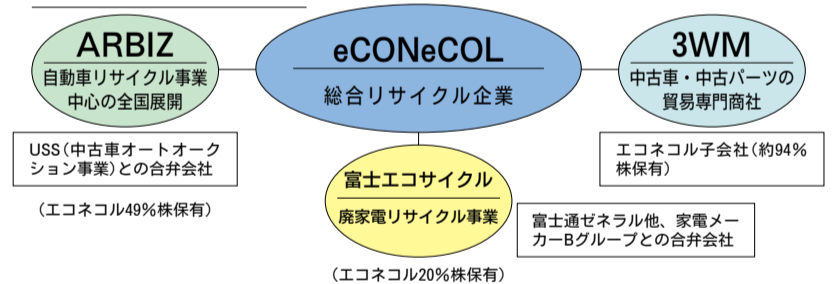 ARBIZ
自動車リサイクル事業
中心の全国展開
USS（中古車オートオーク
ション事業）との合弁会社
（エコネコル49％株保有）
eCONeCOL
総合リサイクル企業
富士エコサイクル
廃家電リサイクル事業
（エコネコル20％株保有）
富士通ゼネラル他、家電メー
カーBグループとの合弁会社
3WM
中古車・中古パーツの
貿易専門商社
エコネコル子会社（約94％
株保有）